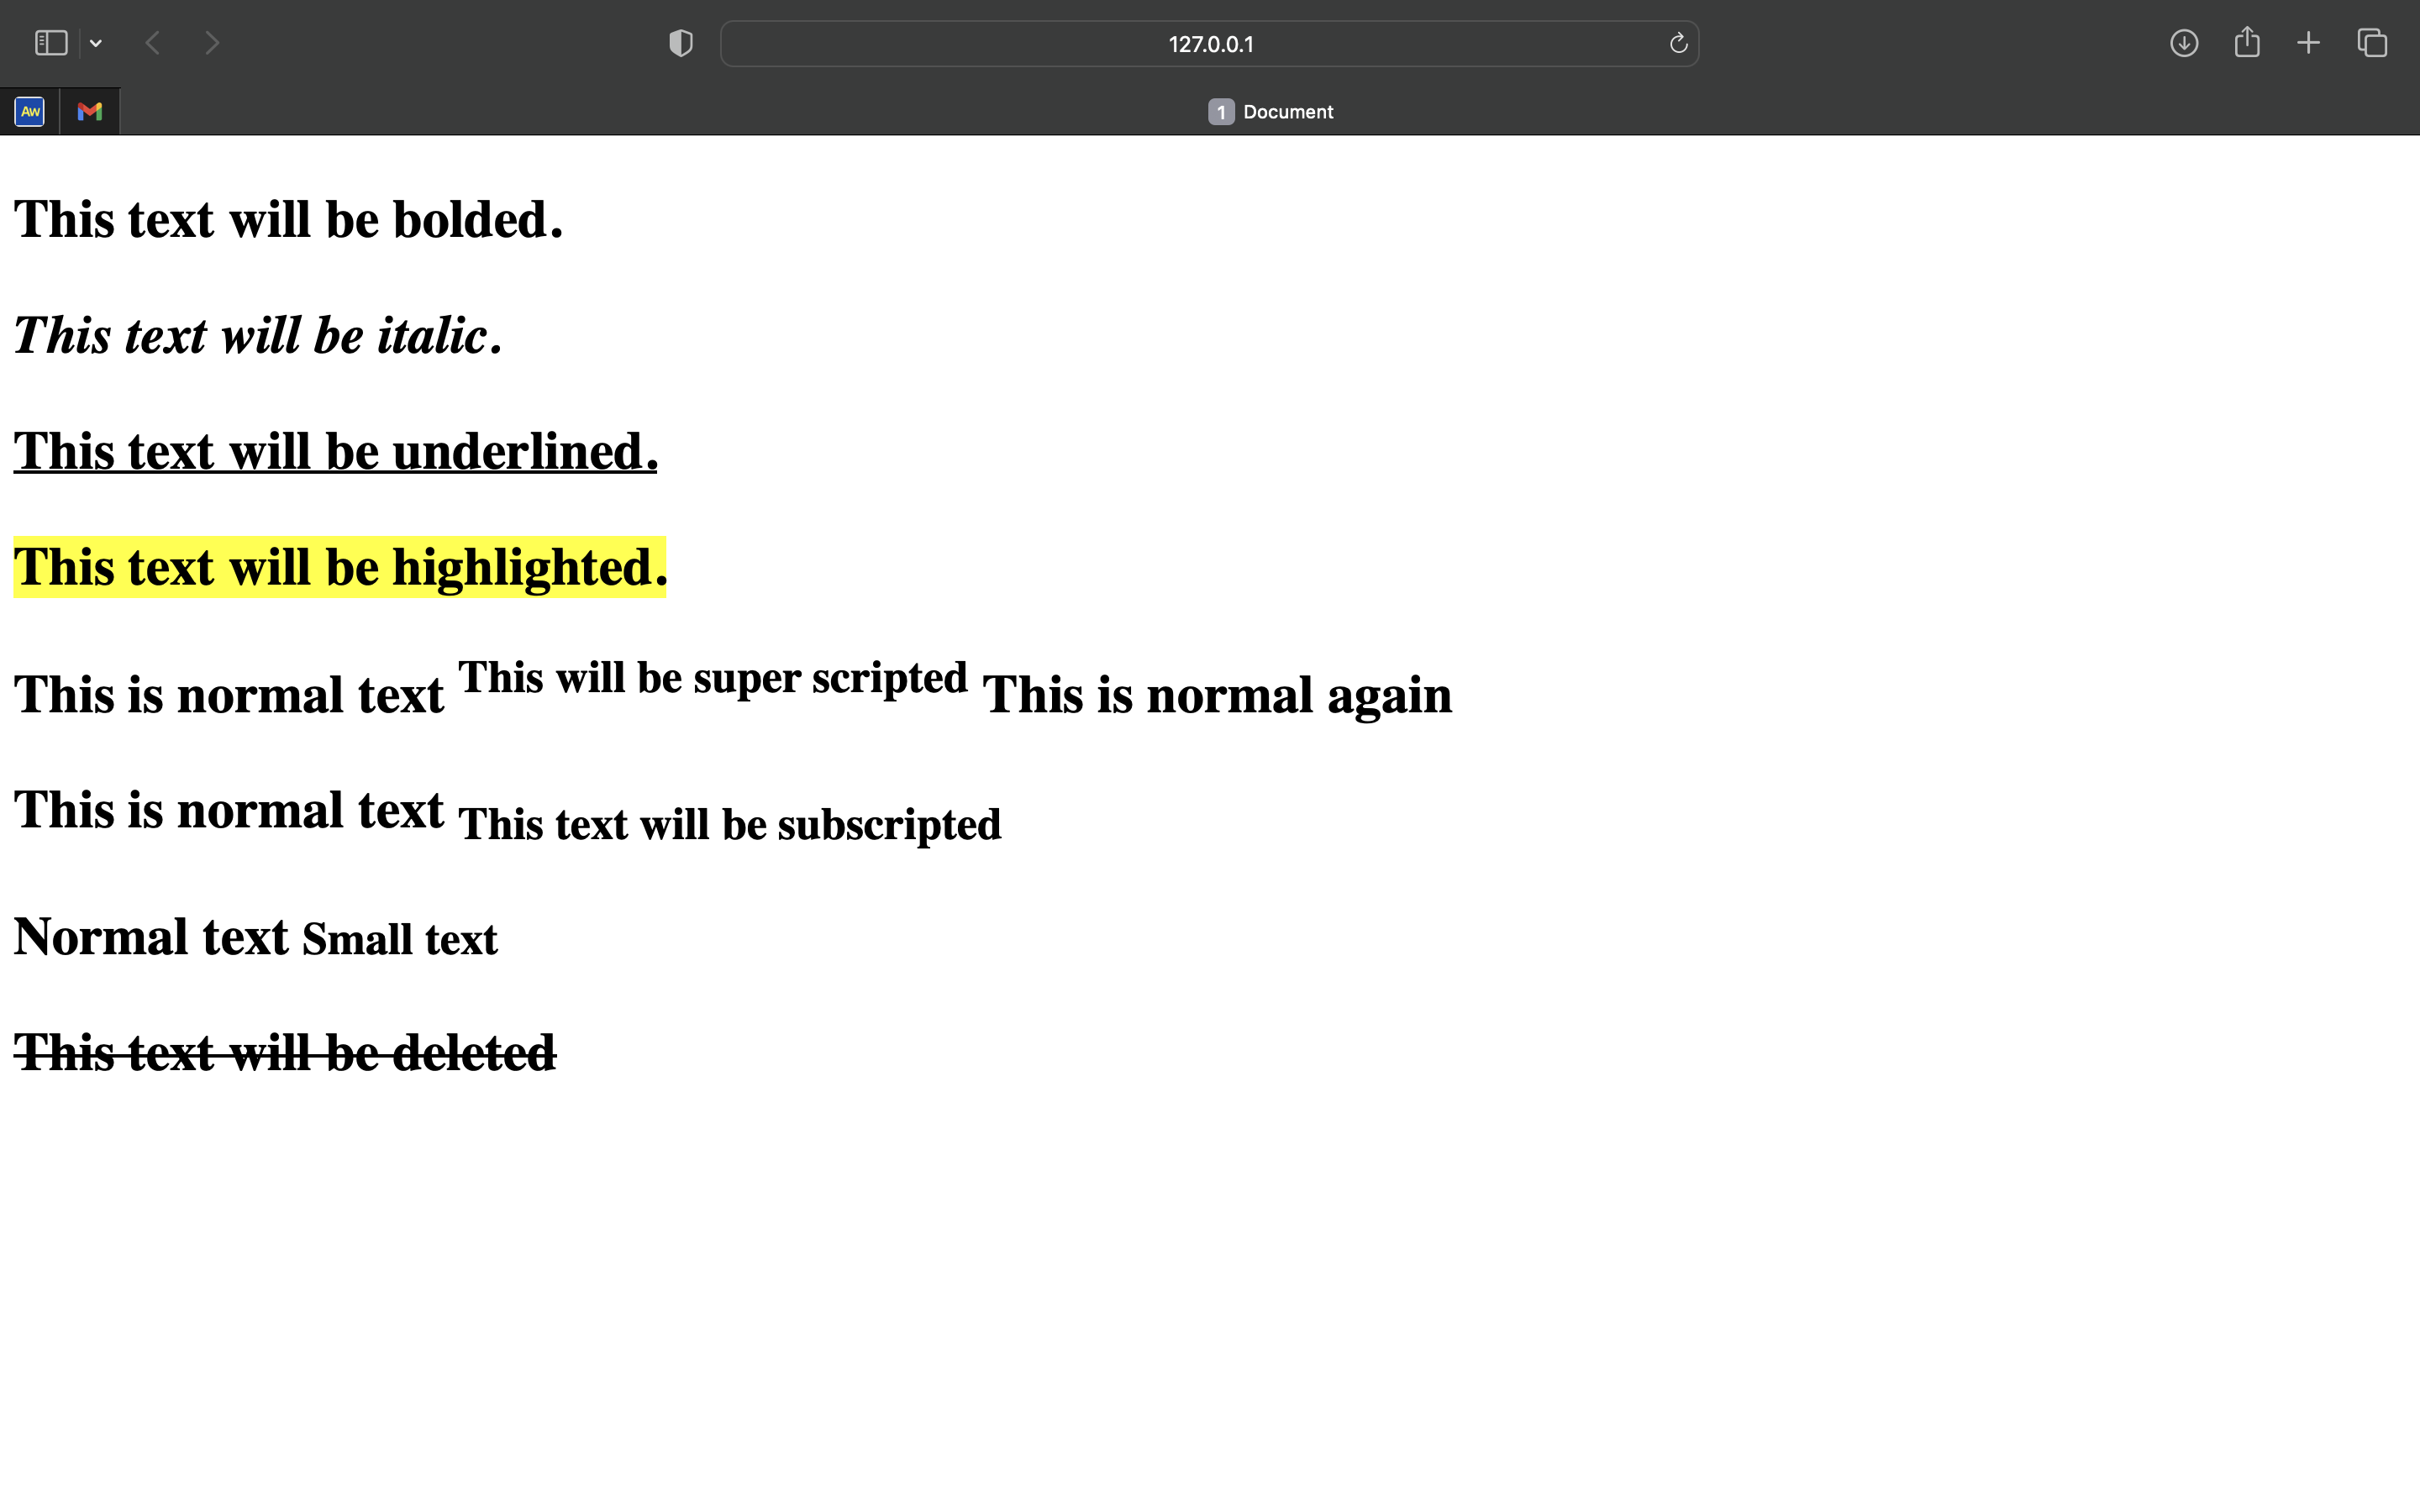 127.0.0.1
Aw
1 Document
This text will be bolded.
This text will be italic.
This text will be underlined.
This text will be highlighted.
This is normal text This will be super scripted This is normal again
This is normal text This text will be subscripted
Normal text Small text
This text will be deleted